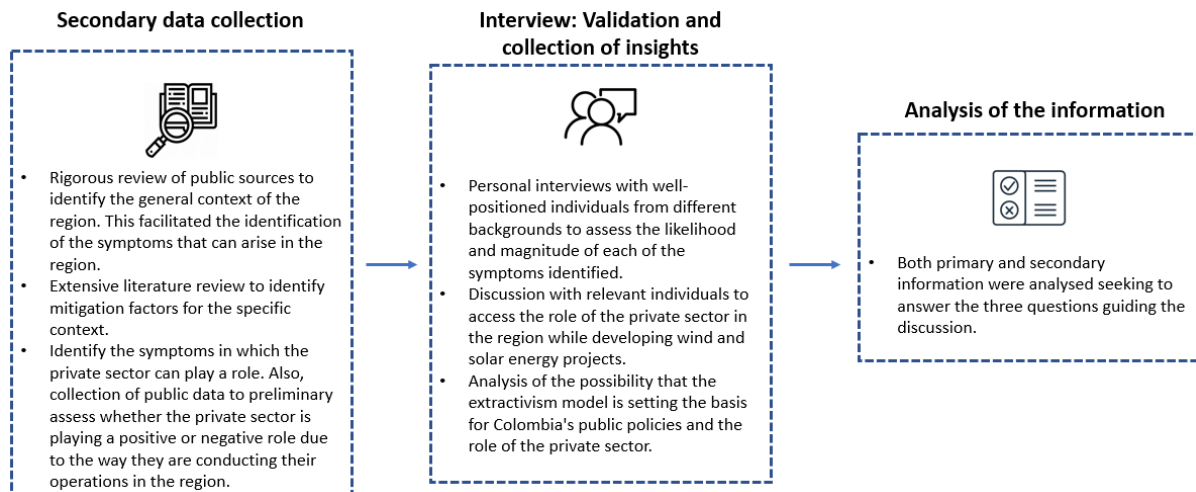 Secondary data collection
• Rigorous review of public sources to
identify the general context of the
region. This facilitated the identification
of the symptoms that can arise in the
region.
• Extensive literature review to identify
mitigation factors for the specific
context.
• Identify the symptoms in which the
private sector can play a role. Also,
collection of public data to preliminary
assess whether the private sector is
playing a positive or negative role due
to the way they are conducting their
operations in the region.
Interview: Validation and
collection of insights
• Personal interviews with well-
positioned individuals from different
backgrounds to assess the likelihood
and magnitude of each of the
symptoms identified.
• Discussion with relevant individuals to
access the role of the private sector in
the region while developing wind and
solar energy projects.
• Analysis of the possibility that the
extractivism model is setting the basis
for Colombia's public policies and the
role of the private sector.
Analysis of the information
• Both primary and secondary
information were analysed seeking to
answer the three questions guiding the
discussion.